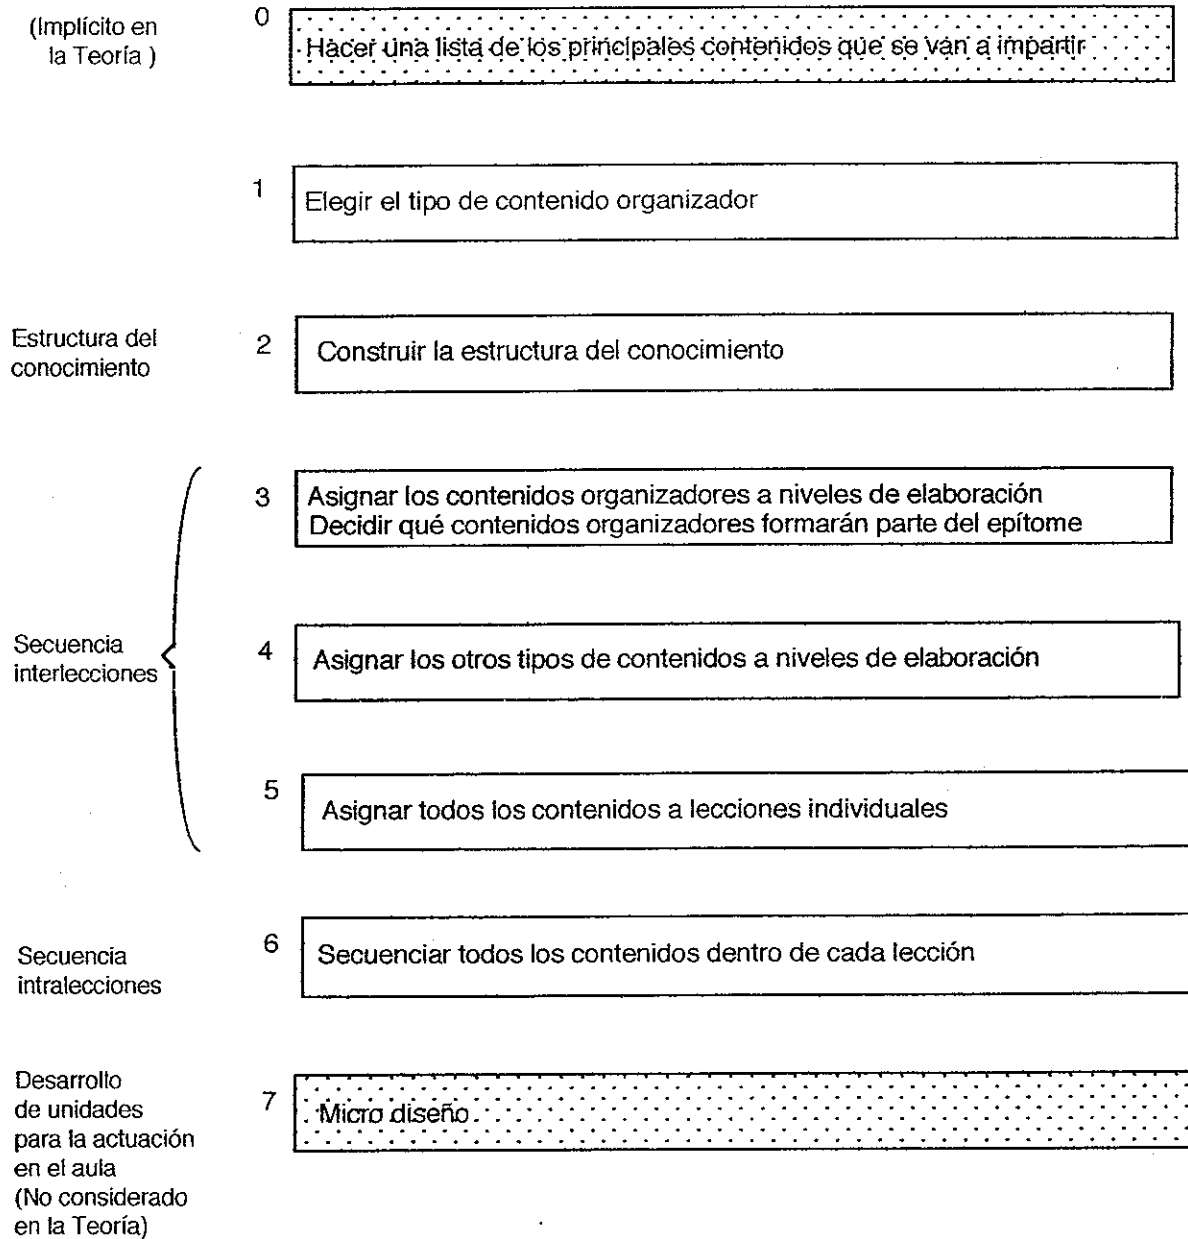 (Implícito en
la Teoría )
0
Hacer una lista de los principales contenidos que se van a impartir
1
Elegir el tipo de contenido organizador
Estructura del
conocimiento
2
Construir la estructura del conocimiento
3
Asignar los contenidos organizadores a niveles de elaboración
Decidir qué contenidos organizadores formarán parte del epítome
Secuencia
interlecciones
4
Asignar los otros tipos de contenidos a niveles de elaboración
5
Asignar todos los contenidos a lecciones individuales
Secuencia
intralecciones
6
Secuenciar todos los contenidos dentro de cada lección
Desarrollo
de unidades
para la actuación
en el aula
(No considerado
en la Teoría)
7
Micro diseño